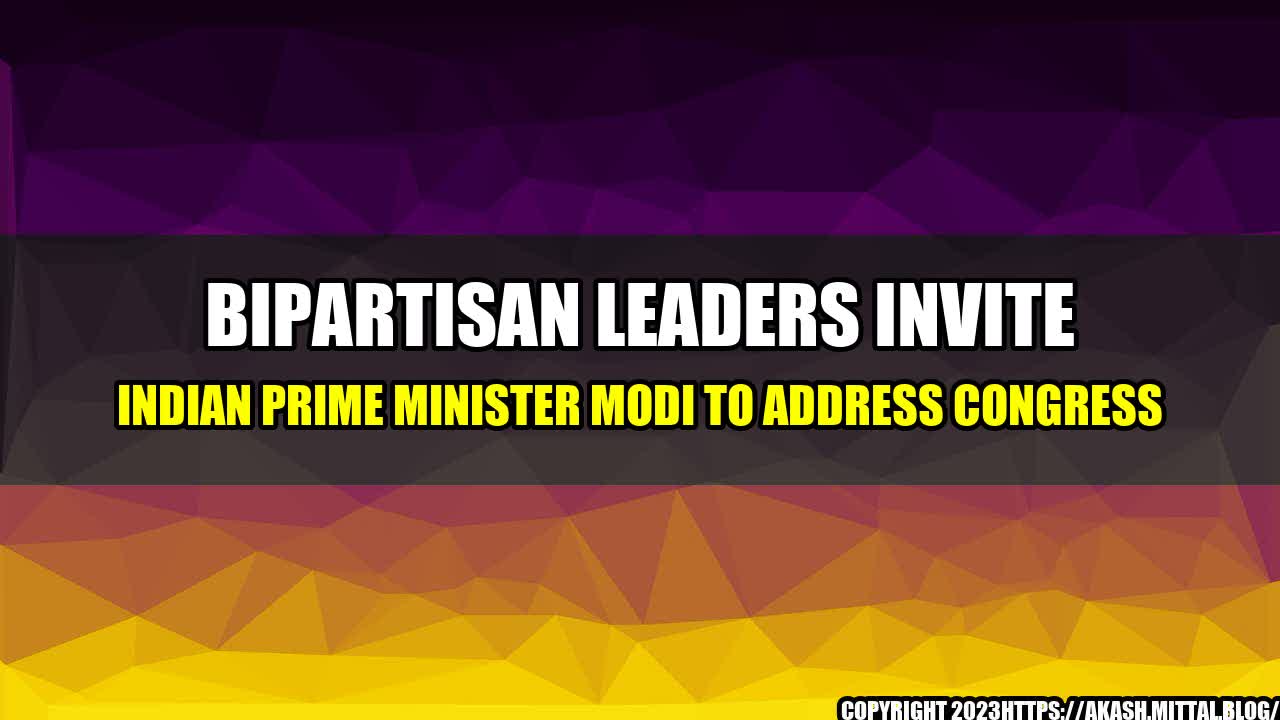 BIPARTISAN LEADERS INVITE
INDIAN PRIME MINISTER MODI TO ADDRESS CONGRESS
COPYRIGHT 2023HTTPS://AKASH.MITTAL.BLOG/